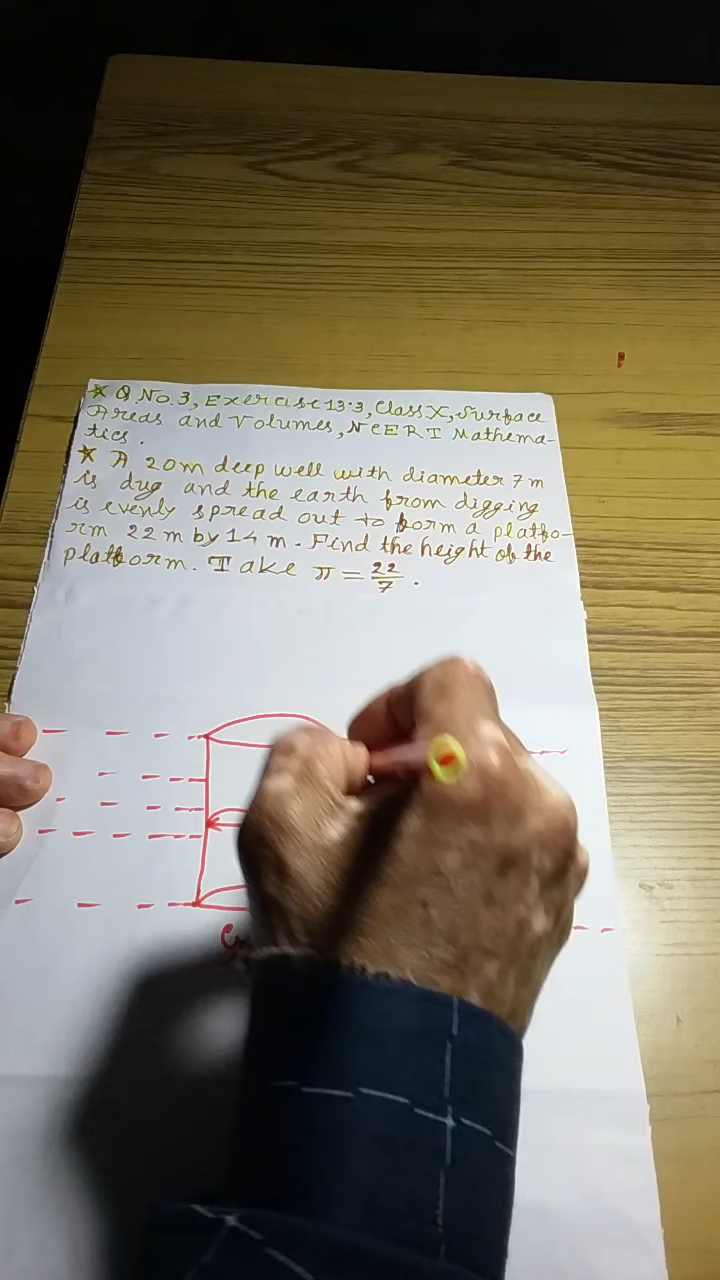 * Q.No.3, Exercise 13.3, Class X, Surface
Areas and Volumes, NCERT Mathema-
tics.
* A 20m deep well with diameter 7m
is dug and the earth from digging
is evenly spread out to form a platfo-
rm 22 m by 14 m. Find the height of the
platform. Take π = 22/7 .